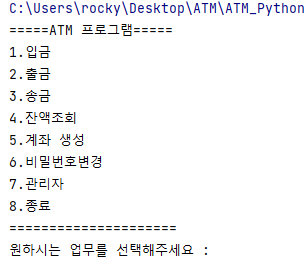 C:\Users\rocky\Desktop\ATM\ATM_Python
=====ATM 프로그램=====
1.입금
2.출금
3.송금
4.잔액조회
5.계좌 생성
6.비밀번호변경
7.관리자
8.종료
=====================
원하시는 업무를 선택해주세요 :